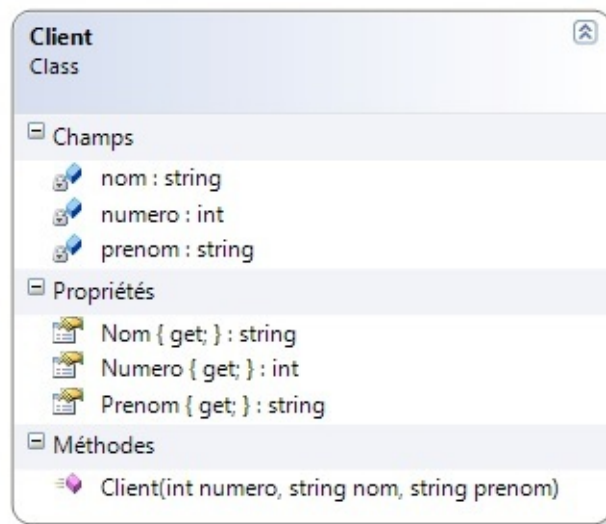 Client
Class
Champs
nom : string
numero : int
prenom : string
Propriétés
Nom { get; } : string
Numero { get; } : int
Prenom { get; } : string
Méthodes
Client(int numero, string nom, string prenom)